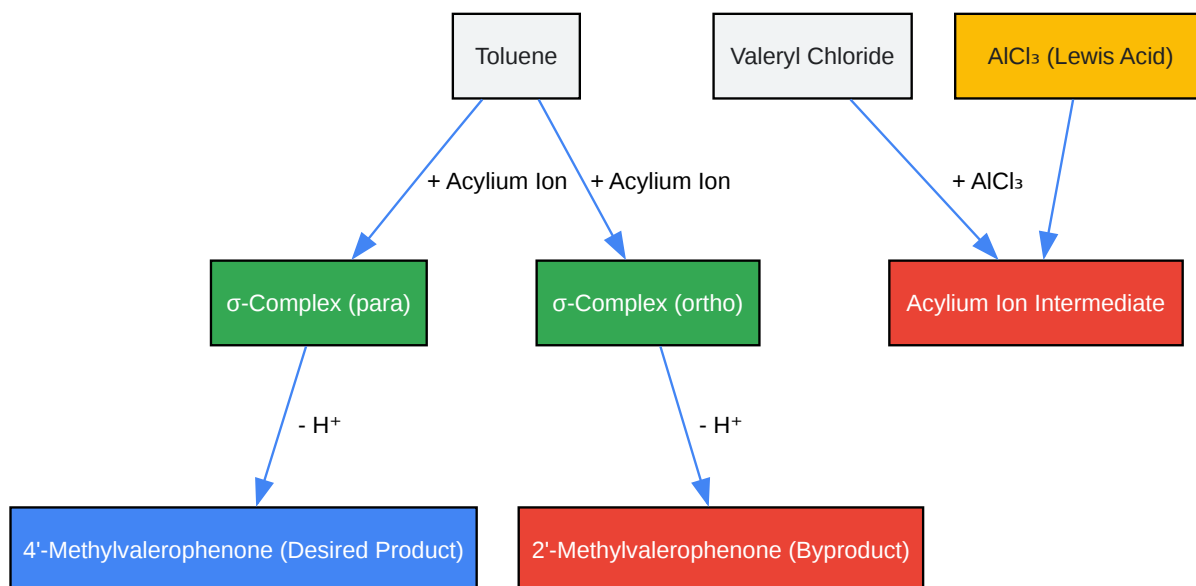 Toluene
Valeryl Chloride
AlCl₃ (Lewis Acid)
+ Acylium Ion
+ Acylium Ion
+ AlCl₃
σ-Complex (para)
σ-Complex (ortho)
Acylium Ion Intermediate
- H⁺
- H⁺
4'-Methylvalerophenone (Desired Product)
2'-Methylvalerophenone (Byproduct)